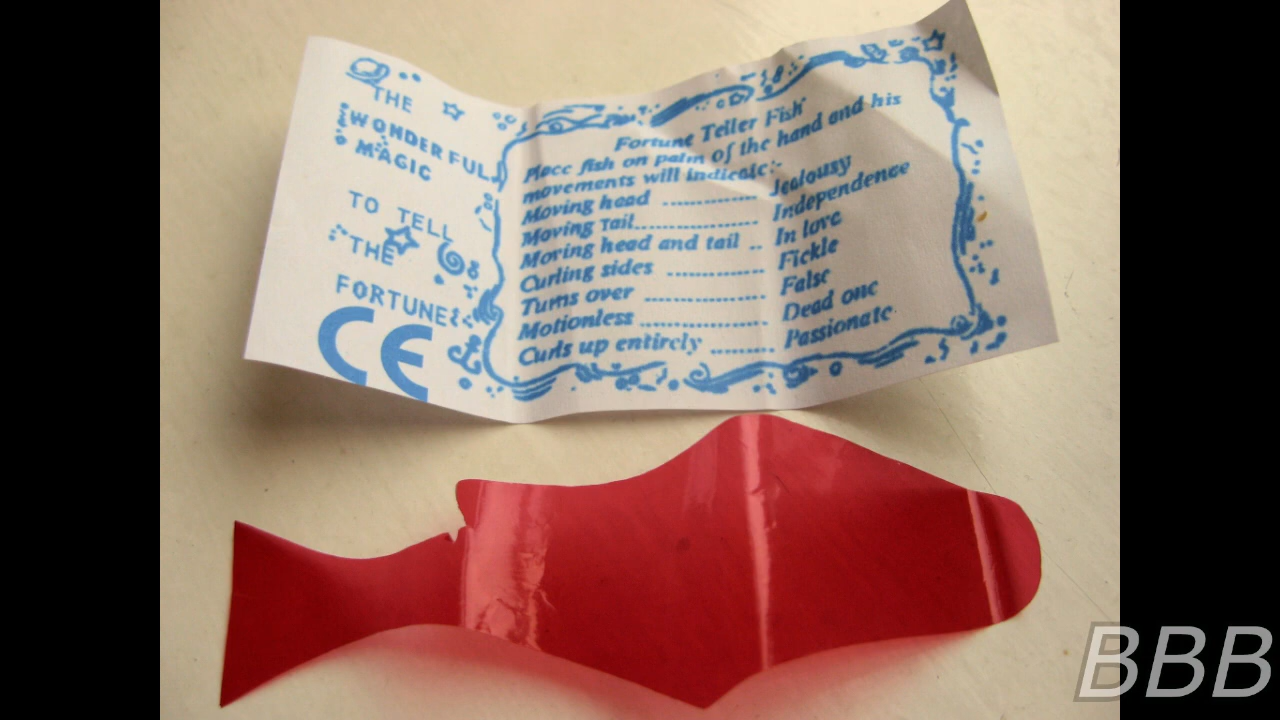 THE
WONDERFUL
MAGIC
TO TELL
THE
FORTUNE
CE
Fortune Teller Fish
Place fish on palm of the hand and his
movements will indicate:-
Moving head .............. Jealousy
Moving Tail.................. Independence
Moving head and tail .. In love
Curling sides .............. Fickle
Turns over ................. False
Motionless .................. Dead one
Curls up entirely ......... Passionate
BBB